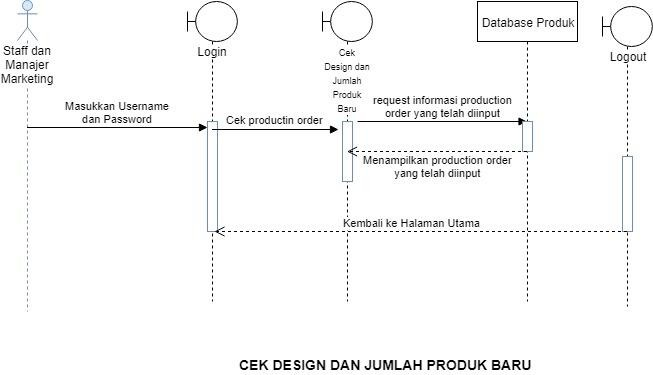 Staff dan
Manajer
Marketing
Login
Cek
Design dan
Jumlah
Produk
Baru
Database Produk
Logout
Masukkan Username
dan Password
Cek productin order
request informasi production
order yang telah diinput
Menampilkan production order
yang telah diinput
Kembali ke Halaman Utama
CEK DESIGN DAN JUMLAH PRODUK BARU